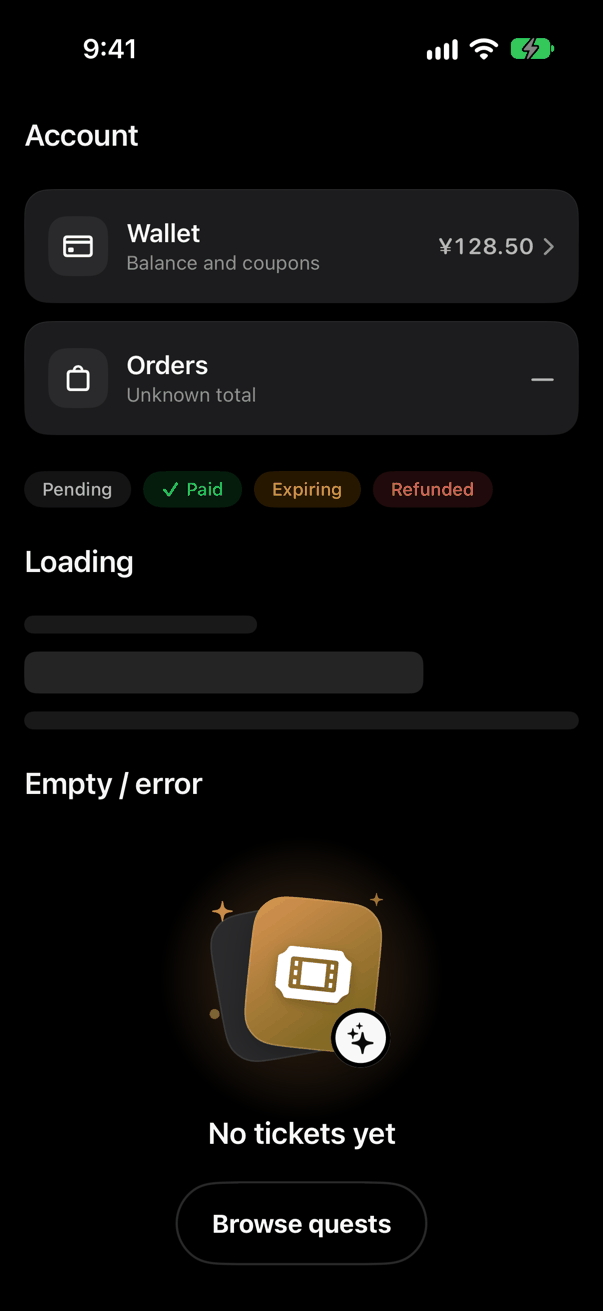 9:41
Account
Wallet
Balance and coupons
¥128.50
Orders
Unknown total
—
Pending
✓ Paid
Expiring
Refunded
Loading
Empty / error
No tickets yet
Browse quests